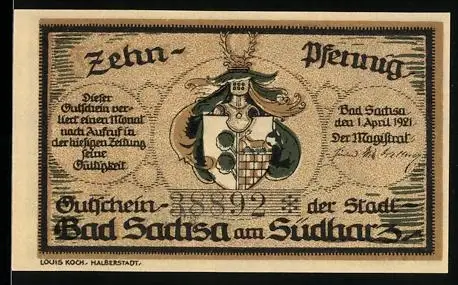 Zehn-Pfennig
Dieser
Gutschein ver-
liert einen Monat
nach Aufruf in
der hiesigen Zeitung
seine
Gültigkeit
Bad Sachsa
den 1. April 1921
Der Magistrat
Gutschein- 38892 * der Stadt-
Bad Sachsa am Südharz
LOUIS KOCH - HALBERSTADT.